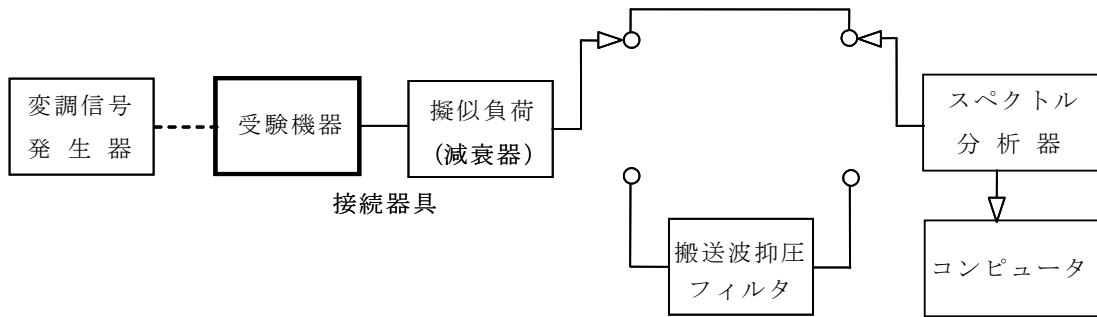 変調信号
発生器
受験機器
接続器具
擬似負荷
(減衰器)
搬送波抑圧
フィルタ
スペクトル
分析器
コンピュータ